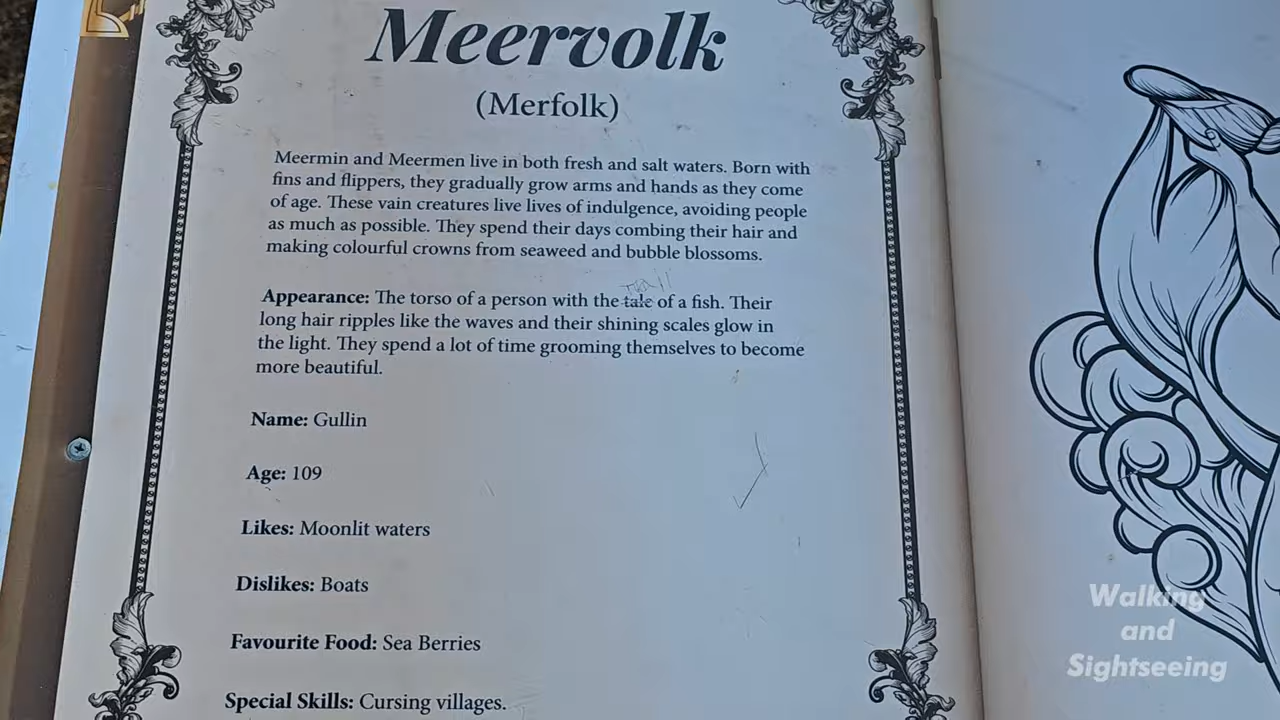 Meervolk
(Merfolk)
Meermin and Meermen live in both fresh and salt waters. Born with
fins and flippers, they gradually grow arms and hands as they come
of age. These vain creatures live lives of indulgence, avoiding people
as much as possible. They spend their days combing their hair and
making colourful crowns from seaweed and bubble blossoms.
Appearance: The torso of a person with the tale of a fish. Their
long hair ripples like the waves and their shining scales glow in
the light. They spend a lot of time grooming themselves to become
more beautiful.
Name: Gullin
Age: 109
Likes: Moonlit waters
Dislikes: Boats
Favourite Food: Sea Berries
Special Skills: Cursing villages.
Walking
and
Sightseeing